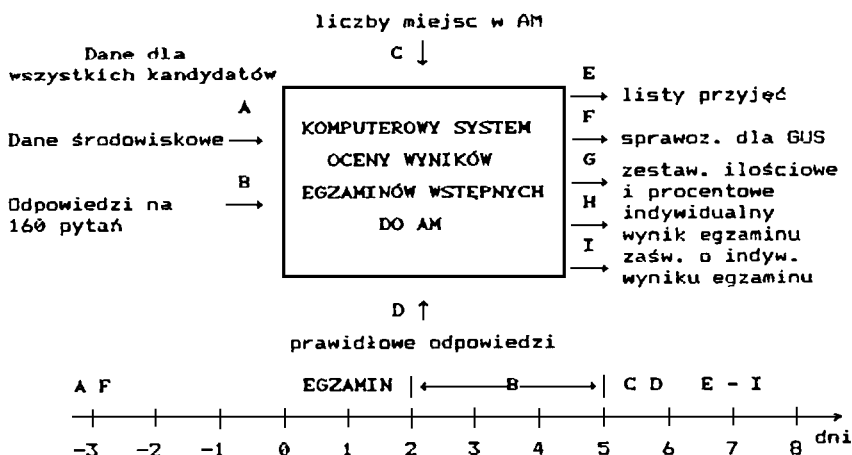 liczby miejsc w AM
Dane dla
wszystkich kandydatów
C ↓
A
Dane środowiskowe →
B
Odpowiedzi na →
160 pytań
KOMPUTEROWY SYSTEM
OCENY WYNIKÓW
EGZAMINÓW WSTĘPNYCH
DO AM
E
→ listy przyjęć
F
→ sprawoz. dla GUS
G
→ zestaw. ilościowe
i procentowe
H
→ indywidualny
wynik egzaminu
I
→ zaśw. o indyw.
wyniku egzaminu
D ↑
prawidłowe odpowiedzi
A F EGZAMIN B C D E - I
-3 -2 -1 0 1 2 3 4 5 6 7 8 dni